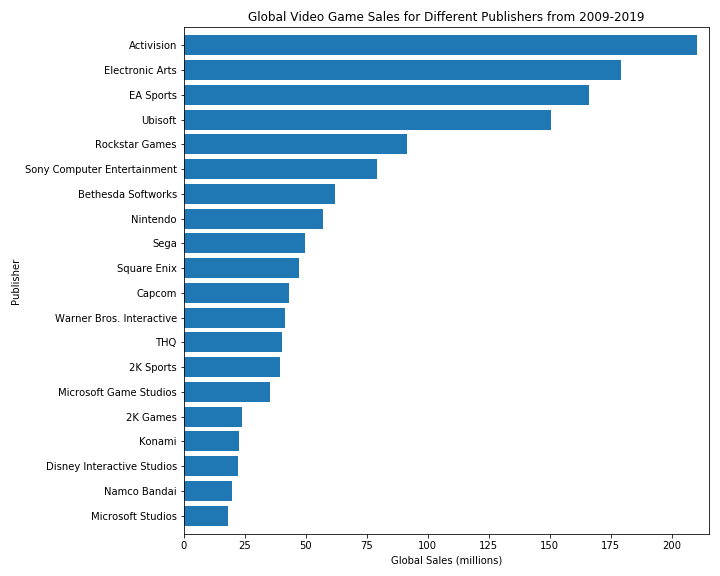 Global Video Game Sales for Different Publishers from 2009-2019
Publisher
Activision
Electronic Arts
EA Sports
Ubisoft
Rockstar Games
Sony Computer Entertainment
Bethesda Softworks
Nintendo
Sega
Square Enix
Capcom
Warner Bros. Interactive
THQ
2K Sports
Microsoft Game Studios
2K Games
Konami
Disney Interactive Studios
Namco Bandai
Microsoft Studios
0 25 50 75 100 125 150 175 200
Global Sales (millions)